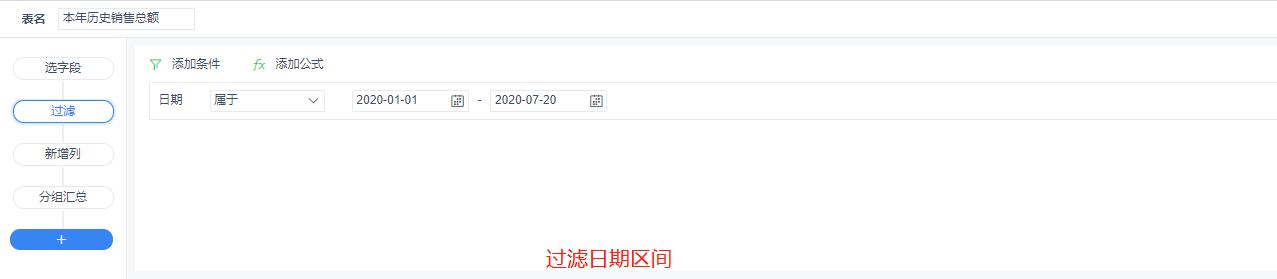 表名 本年历史销售总额
选字段
过滤
新增列
分组汇总
+
添加条件 fx 添加公式
日期 属于 2020-01-01 - 2020-07-20
过滤日期区间